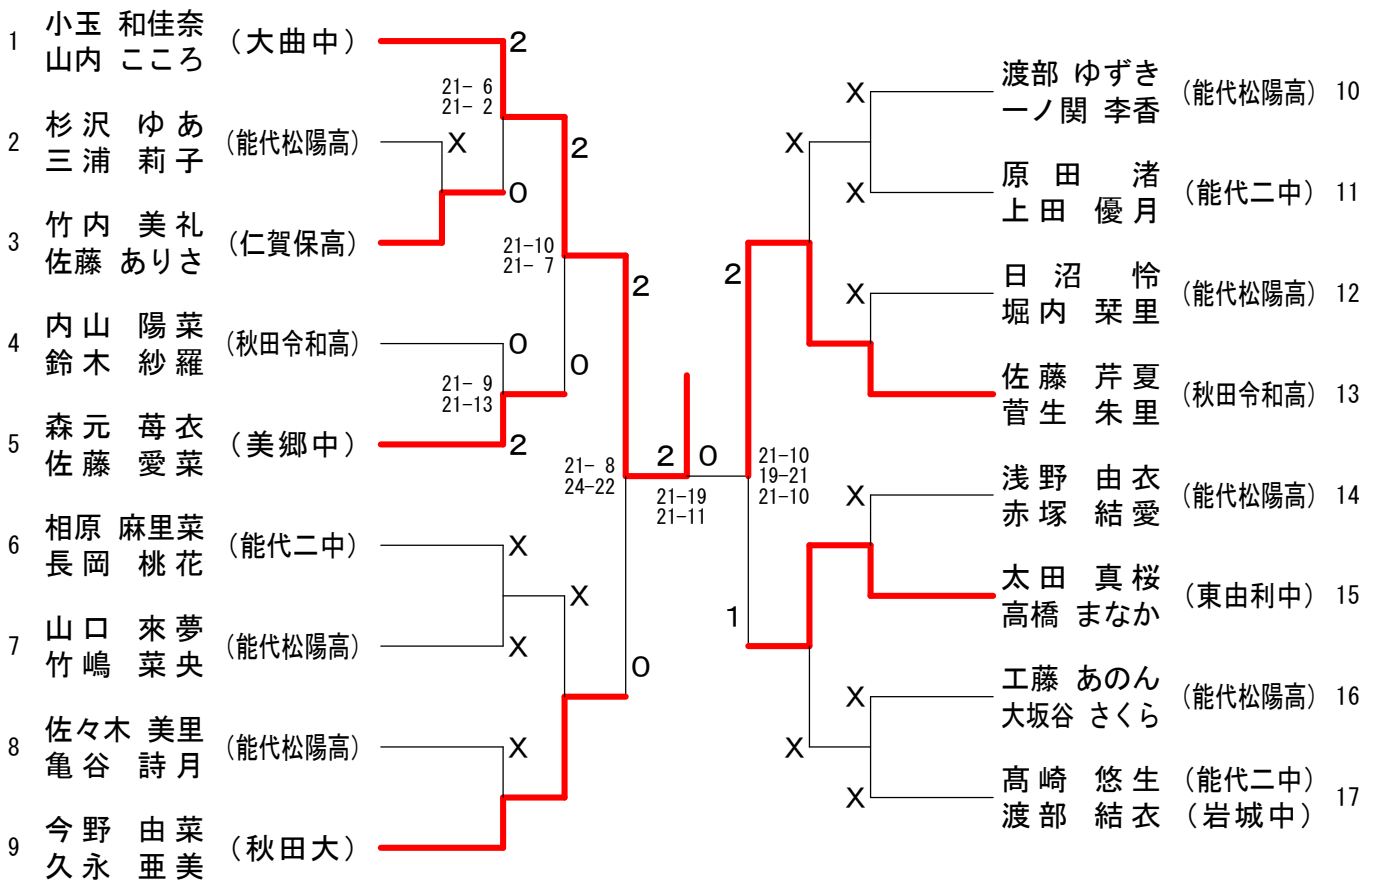 1 小玉 和佳奈 (大曲中)
山内 こころ
2 杉沢 ゆあ (能代松陽高)
三浦 莉子
3 竹内 美礼 (仁賀保高)
佐藤 ありさ
4 内山 陽菜 (秋田令和高)
鈴木 紗羅
5 森元 苺衣 (美郷中)
佐藤 愛菜
6 相原 麻里菜 (能代二中)
長岡 桃花
7 山口 來夢 (能代松陽高)
竹嶋 菜央
8 佐々木 美里 (能代松陽高)
亀谷 詩月
9 今野 由菜 (秋田大)
久永 亜美
2
21- 6
21- 2
X
0
2
21-10
21- 7
0
0
21- 9
21-13
2
2
21- 8
24-22
X
X
X
0
X
2 0
21-19
21-11
2
21-10
19-21
21-10
1
X
X
X
X
X
X
X
X
渡部 ゆずき (能代松陽高) 10
一ノ関 李香
原田 渚 (能代二中) 11
上田 優月
日沼 怜 (能代松陽高) 12
堀内 栞里
佐藤 芹夏 (秋田令和高) 13
菅生 朱里
浅野 由衣 (能代松陽高) 14
赤塚 結愛
太田 真桜 (東由利中) 15
高橋 まなか
工藤 あのん (能代松陽高) 16
大坂谷 さくら
髙崎 悠生 (能代二中) 17
渡部 結衣 (岩城中)